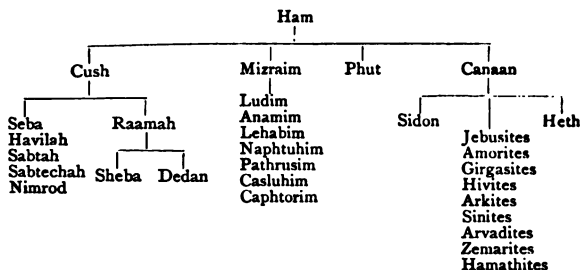 Ham
Cush Mizraim Phut Canaan
Seba
Havilah
Sabtah
Sabtechah
Nimrod
Raamah
Sheba Dedan
Ludim
Anamim
Lehabim
Naphtuhim
Pathrusim
Casluhim
Caphtorim
Sidon
Jebusites
Amorites
Girgasites
Hivites
Arkites
Sinites
Arvadites
Zemarites
Hamathites
Heth